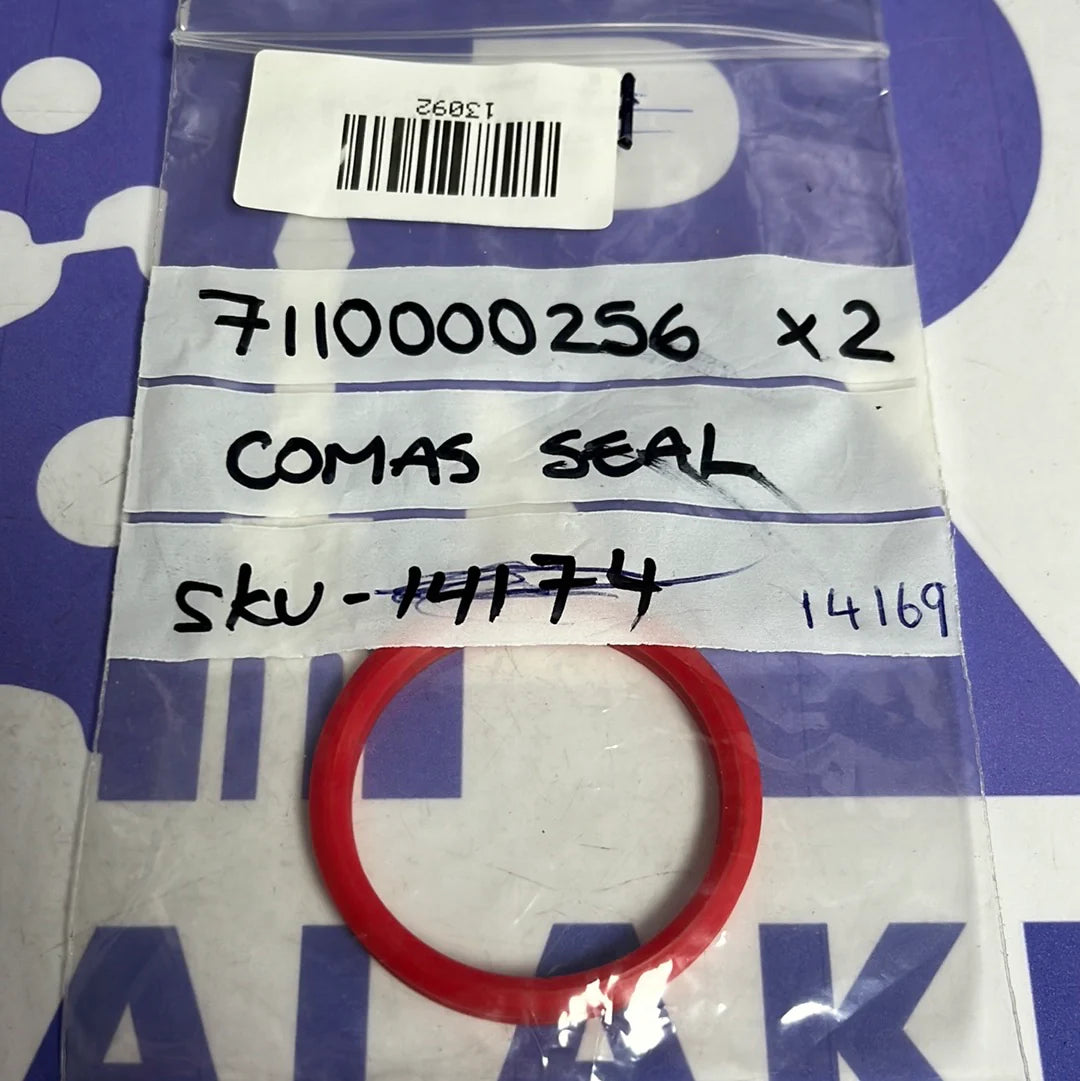 13092
7110000256 x2
COMAS SEAL
SKU-14174 14169